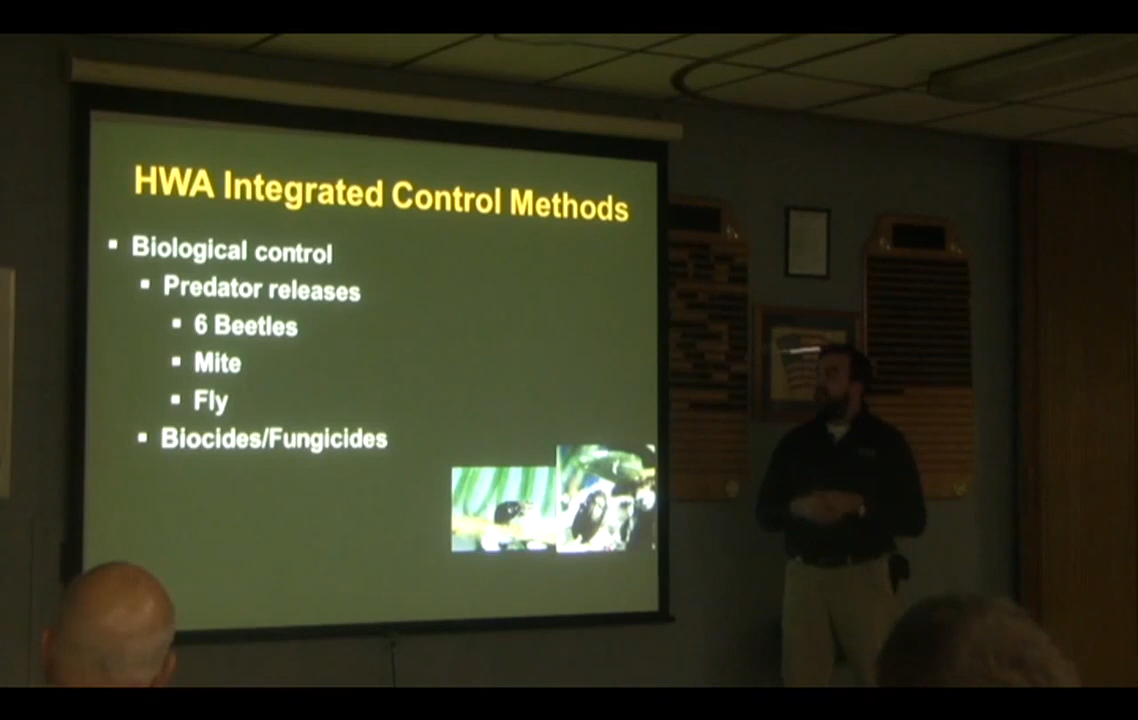 HWA Integrated Control Methods
▪ Biological control
▪ Predator releases
▪ 6 Beetles
▪ Mite
▪ Fly
▪ Biocides/Fungicides